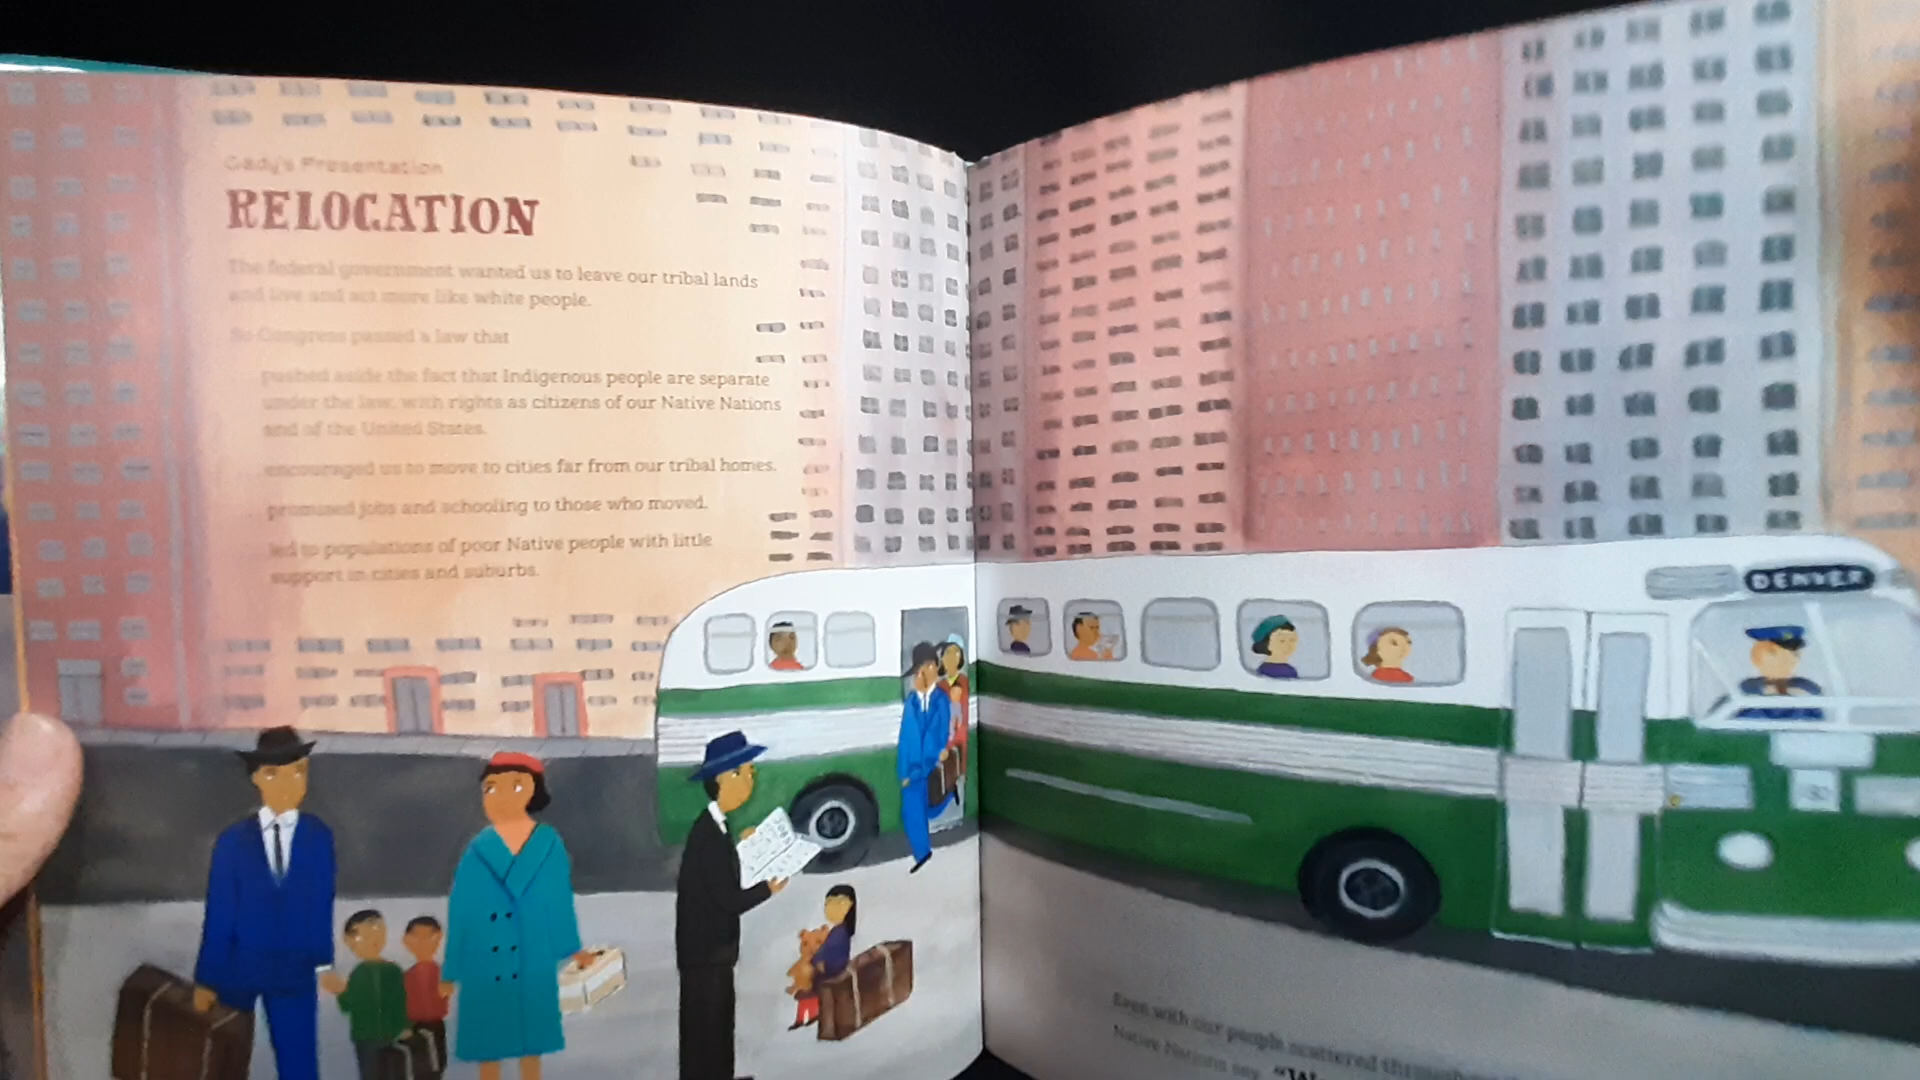 Cady's Presentation
RELOCATION
The federal government wanted us to leave our tribal lands
and live and act more like white people.
So Congress passed a law that
pushed aside the fact that Indigenous people are separate
under the law, with rights as citizens of our Native Nations
and of the United States.
encouraged us to move to cities far from our tribal homes.
promised jobs and schooling to those who moved.
led to populations of poor Native people with little
support in cities and suburbs.
DENVER
JOBS
Even with our people scattered
Native Nations say,